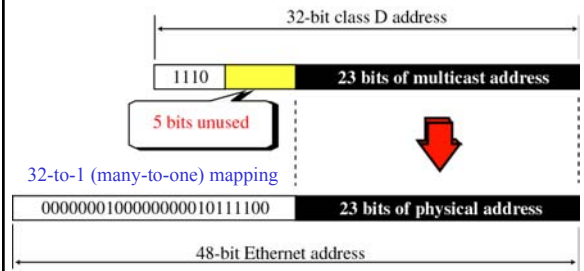 32-bit class D address
1110 23 bits of multicast address
5 bits unused
32-to-1 (many-to-one) mapping
0000000100000000010111100 23 bits of physical address
48-bit Ethernet address